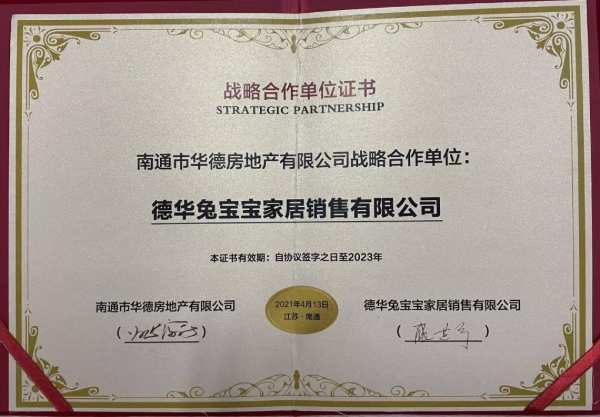 战略合作单位证书
STRATEGIC PARTNERSHIP
南通市华德房地产有限公司战略合作单位：
德华兔宝宝家居销售有限公司
本证书有效期：自协议签字之日至2023年
南通市华德房地产有限公司
2021年4月13日
江苏·南通
德华兔宝宝家居销售有限公司